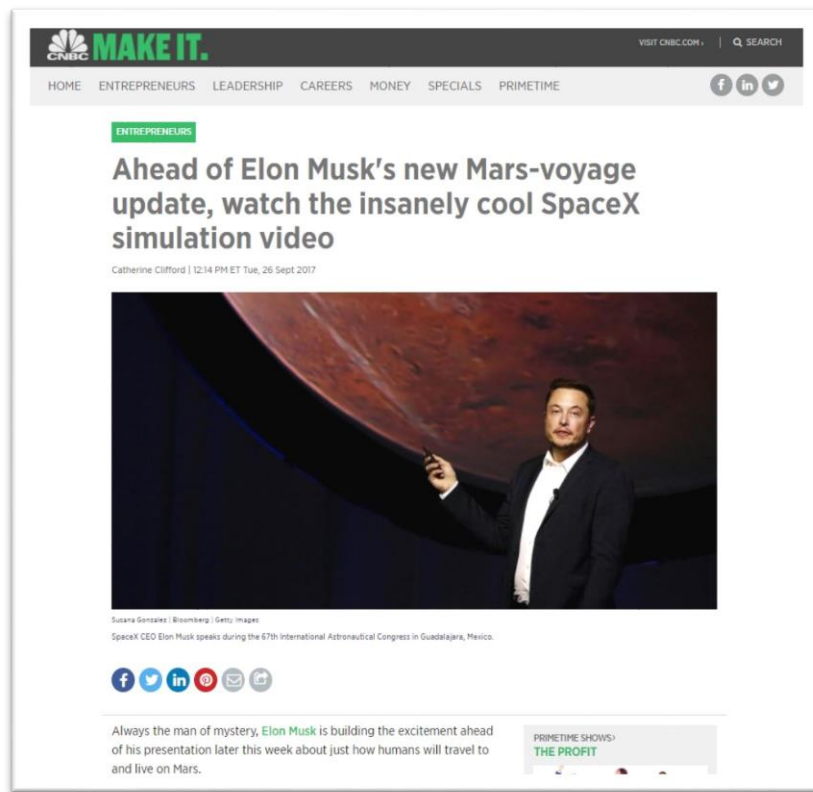 CNBC MAKE IT.
VISIT CNBC.COM ›
SEARCH
HOME ENTREPRENEURS LEADERSHIP CAREERS MONEY SPECIALS PRIMETIME
ENTREPRENEURS
Ahead of Elon Musk's new Mars-voyage
update, watch the insanely cool SpaceX
simulation video
Catherine Clifford | 12:14 PM ET Tue, 26 Sept 2017
Susana Gonzales | Bloomberg | Getty Images
SpaceX CEO Elon Musk speaks during the 67th International Astronautical Congress in Guadalajara, Mexico.
Always the man of mystery, Elon Musk is building the excitement ahead
of his presentation later this week about just how humans will travel to
and live on Mars.
PRIMETIME SHOWS›
THE PROFIT